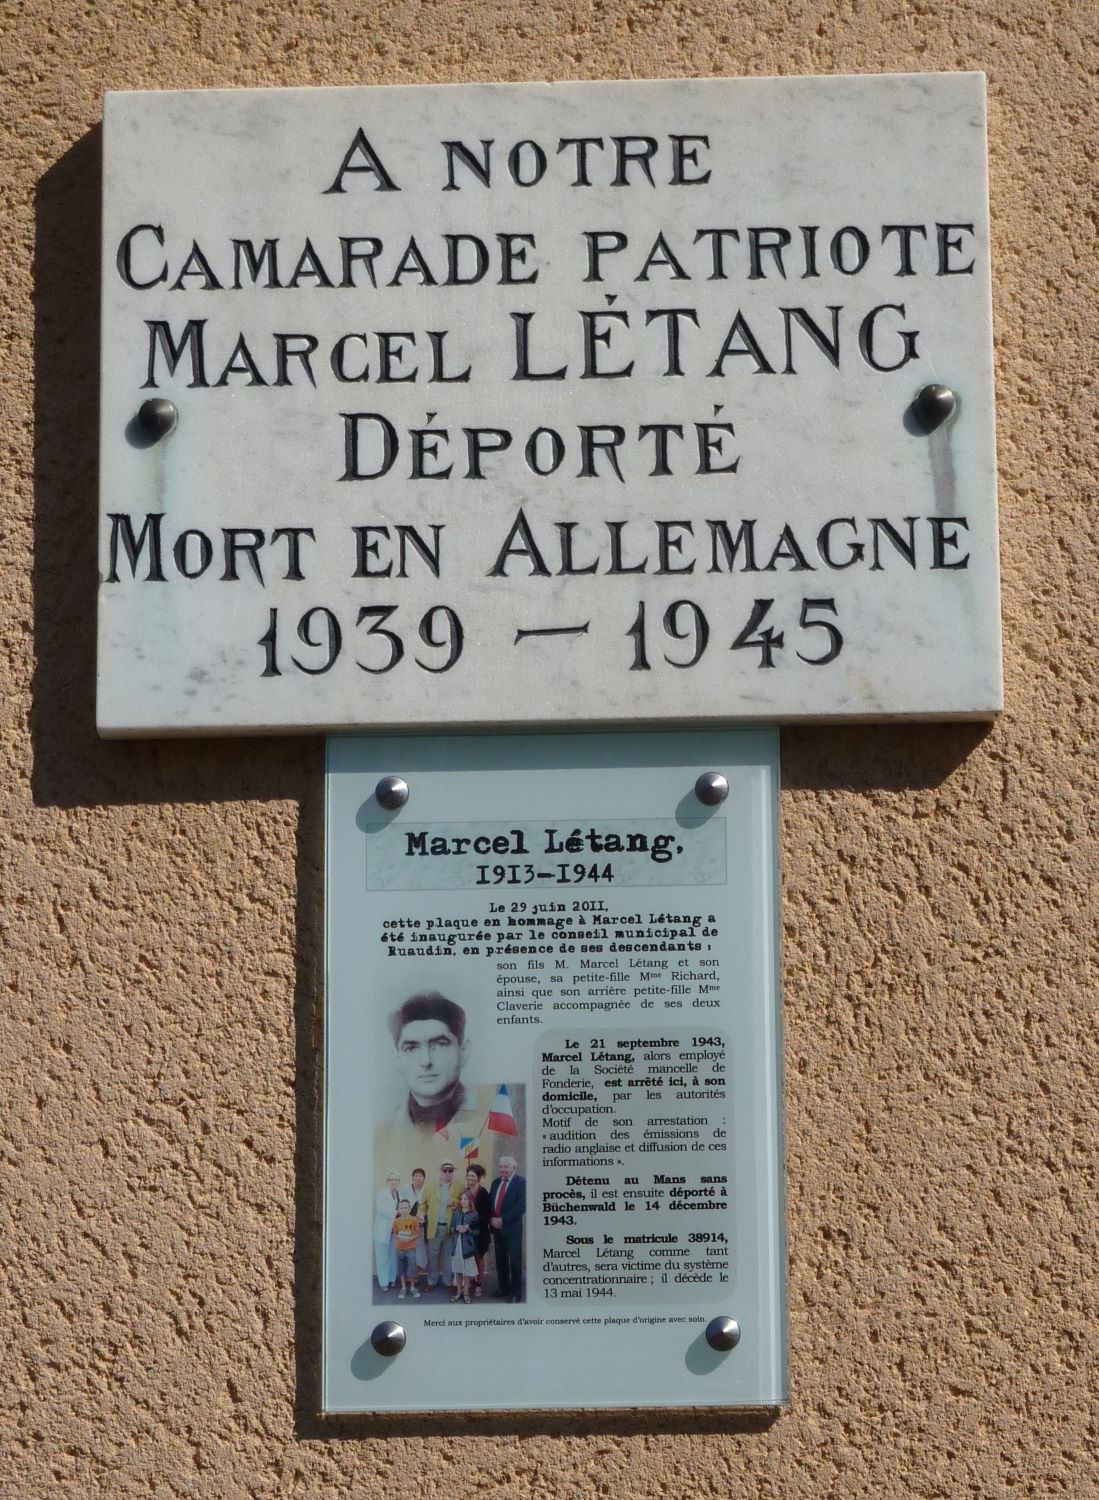 A NOTRE
CAMARADE PATRIOTE
MARCEL LÉTANG
DÉPORTÉ
MORT EN ALLEMAGNE
1939 – 1945
Marcel Létang,
1913-1944
Le 29 juin 2011,
cette plaque en hommage à Marcel Létang a
été inaugurée par le conseil municipal de
Ruaudin, en présence de ses descendants :
son fils M. Marcel Létang et son
épouse, sa petite-fille Mme Richard,
ainsi que son arrière petite-fille Mme
Claverie accompagnée de ses deux
enfants.
Le 21 septembre 1943,
Marcel Létang, alors employé
de la Société mancelle de
Fonderie, est arrêté ici, à son
domicile, par les autorités
d'occupation.
Motif de son arrestation :
« audition des émissions de
radio anglaise et diffusion de ces
informations ».
Détenu au Mans sans
procès, il est ensuite déporté à
Büchenwald le 14 décembre
1943.
Sous le matricule 38914,
Marcel Létang comme tant
d'autres, sera victime du système
concentrationnaire ; il décède le
13 mai 1944.
Merci aux propriétaires d'avoir conservé cette plaque d'origine avec soin.